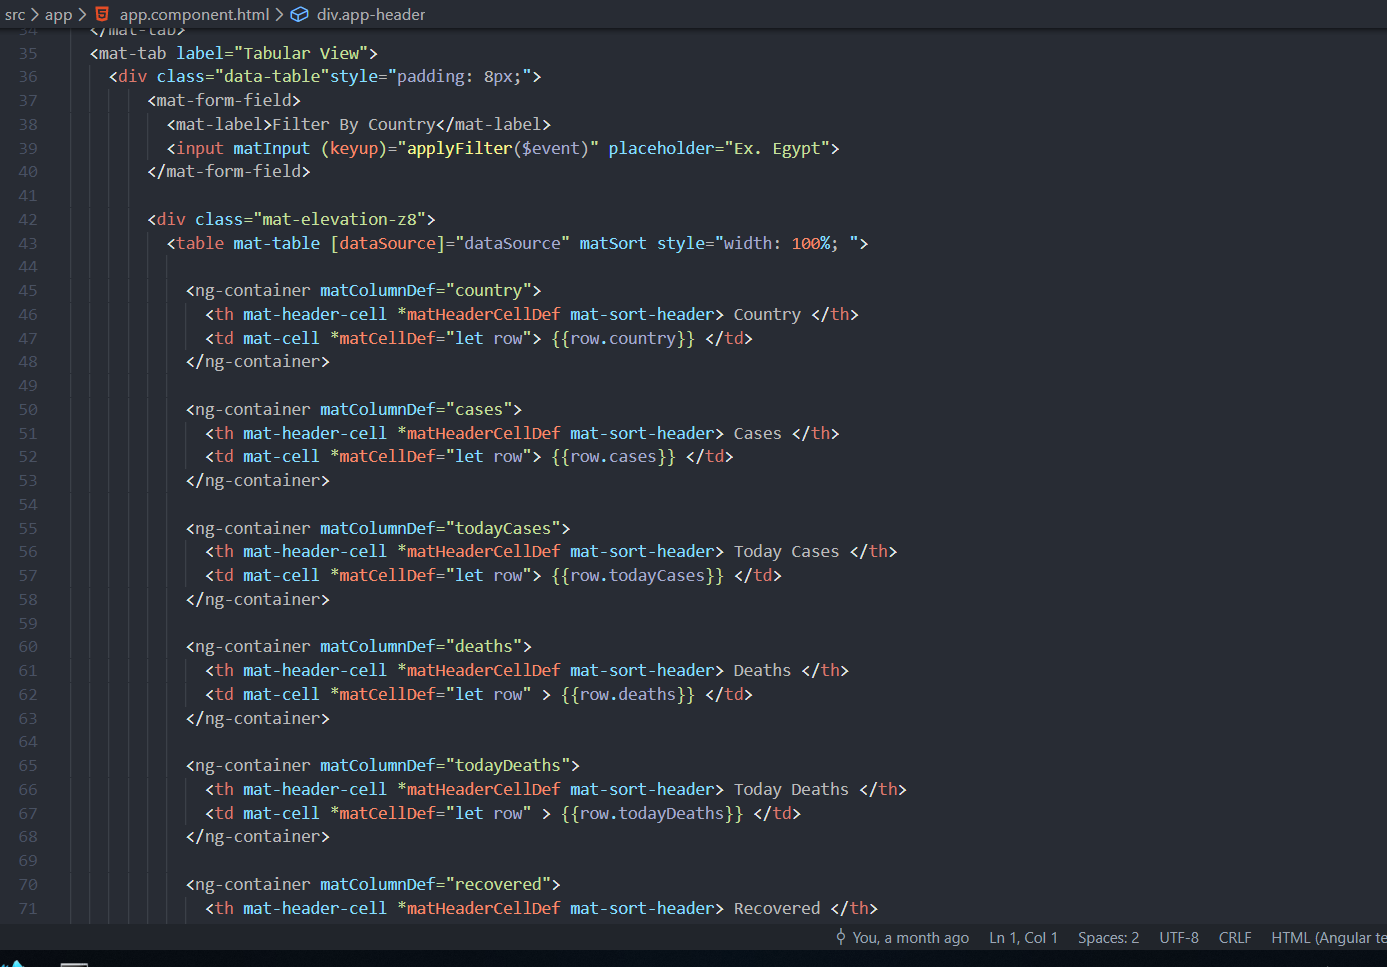 src > app > app.component.html > div.app-header
34 </mat-tab>
35 <mat-tab label="Tabular View">
36 <div class="data-table"style="padding: 8px;">
37 <mat-form-field>
38 <mat-label>Filter By Country</mat-label>
39 <input matInput (keyup)="applyFilter($event)" placeholder="Ex. Egypt">
40 </mat-form-field>
41
42 <div class="mat-elevation-z8">
43 <table mat-table [dataSource]="dataSource" matSort style="width: 100%; ">
44
45 <ng-container matColumnDef="country">
46 <th mat-header-cell *matHeaderCellDef mat-sort-header> Country </th>
47 <td mat-cell *matCellDef="let row"> {{row.country}} </td>
48 </ng-container>
49
50 <ng-container matColumnDef="cases">
51 <th mat-header-cell *matHeaderCellDef mat-sort-header> Cases </th>
52 <td mat-cell *matCellDef="let row"> {{row.cases}} </td>
53 </ng-container>
54
55 <ng-container matColumnDef="todayCases">
56 <th mat-header-cell *matHeaderCellDef mat-sort-header> Today Cases </th>
57 <td mat-cell *matCellDef="let row"> {{row.todayCases}} </td>
58 </ng-container>
59
60 <ng-container matColumnDef="deaths">
61 <th mat-header-cell *matHeaderCellDef mat-sort-header> Deaths </th>
62 <td mat-cell *matCellDef="let row" > {{row.deaths}} </td>
63 </ng-container>
64
65 <ng-container matColumnDef="todayDeaths">
66 <th mat-header-cell *matHeaderCellDef mat-sort-header> Today Deaths </th>
67 <td mat-cell *matCellDef="let row" > {{row.todayDeaths}} </td>
68 </ng-container>
69
70 <ng-container matColumnDef="recovered">
71 <th mat-header-cell *matHeaderCellDef mat-sort-header> Recovered </th>
You, a month ago Ln 1, Col 1 Spaces: 2 UTF-8 CRLF HTML (Angular te